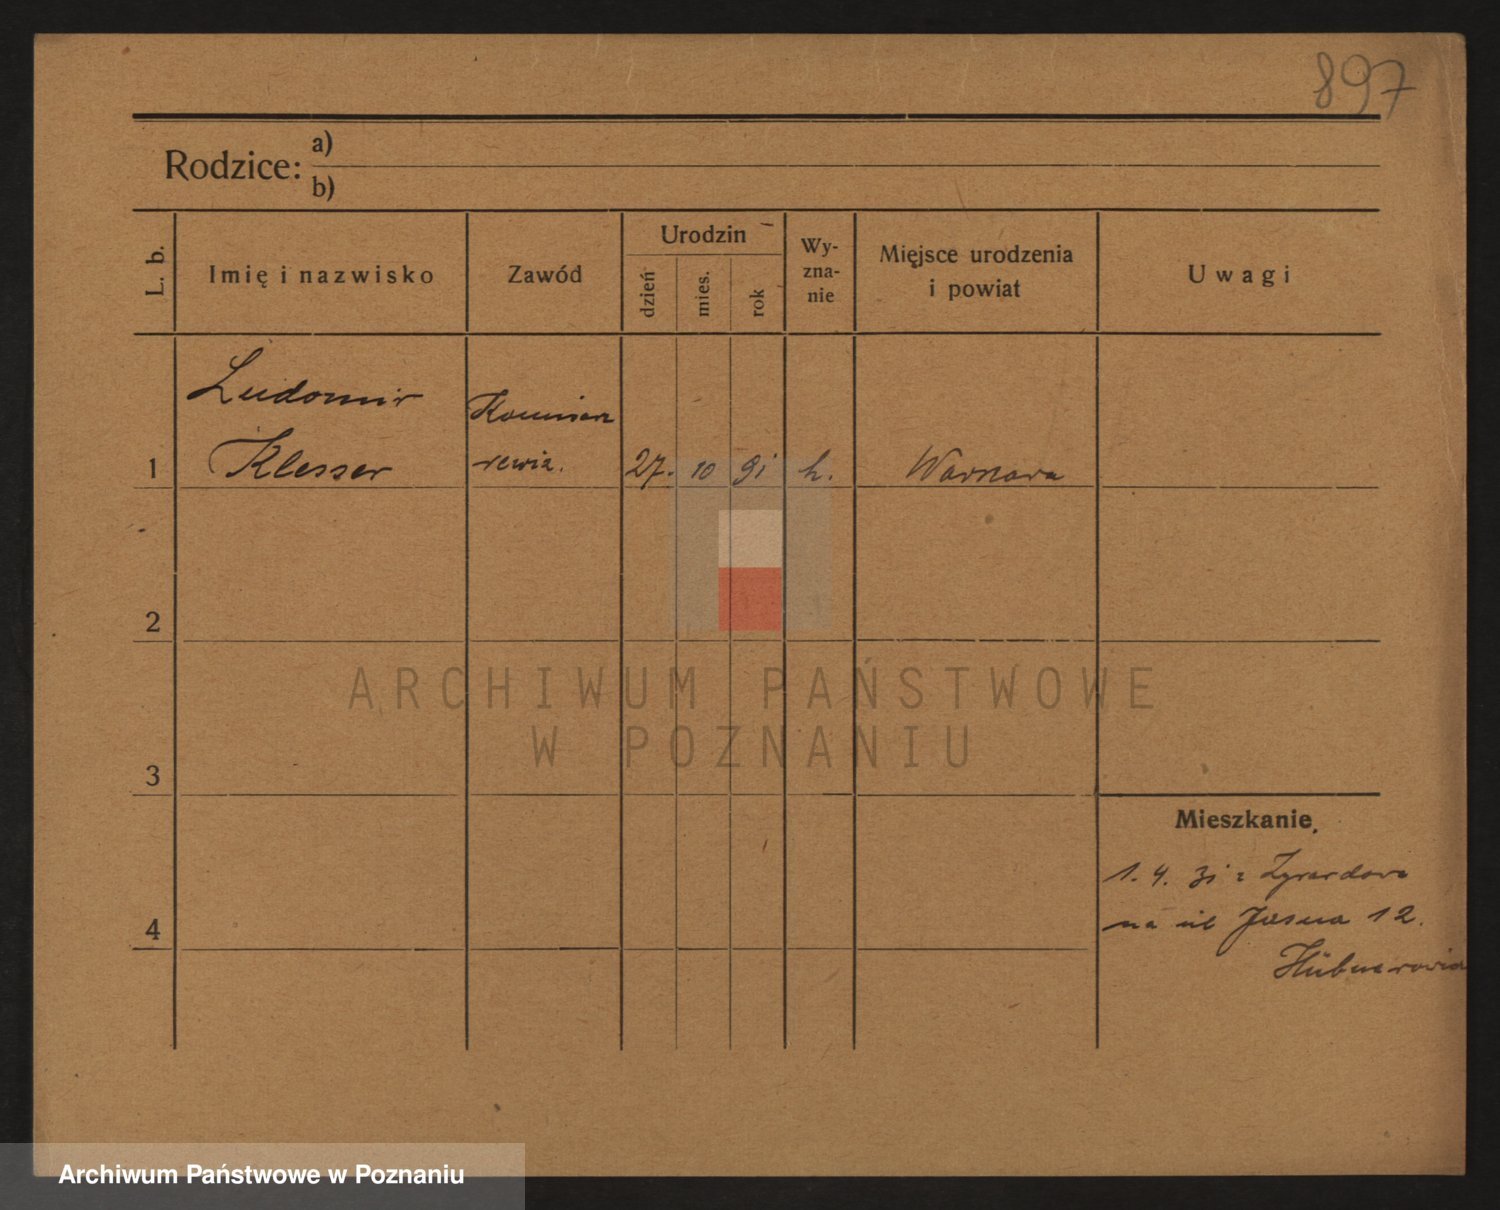 897
Rodzice:
a)
b)
L. b.
Imię i nazwisko
Zawód
Urodzin
dzień
mies.
rok
Wy-
zna-
nie
Miejsce urodzenia
i powiat
Uwagi
Ludomir
1 Klesser
27. 10 91 k. Warszawa
2
3
4
Mieszkanie.
1. 4. 31 z Żyrardowa
na ul Jasna 12.
ARCHIWUM PAŃSTWOWE
W POZNANIU
Archiwum Państwowe w Poznaniu